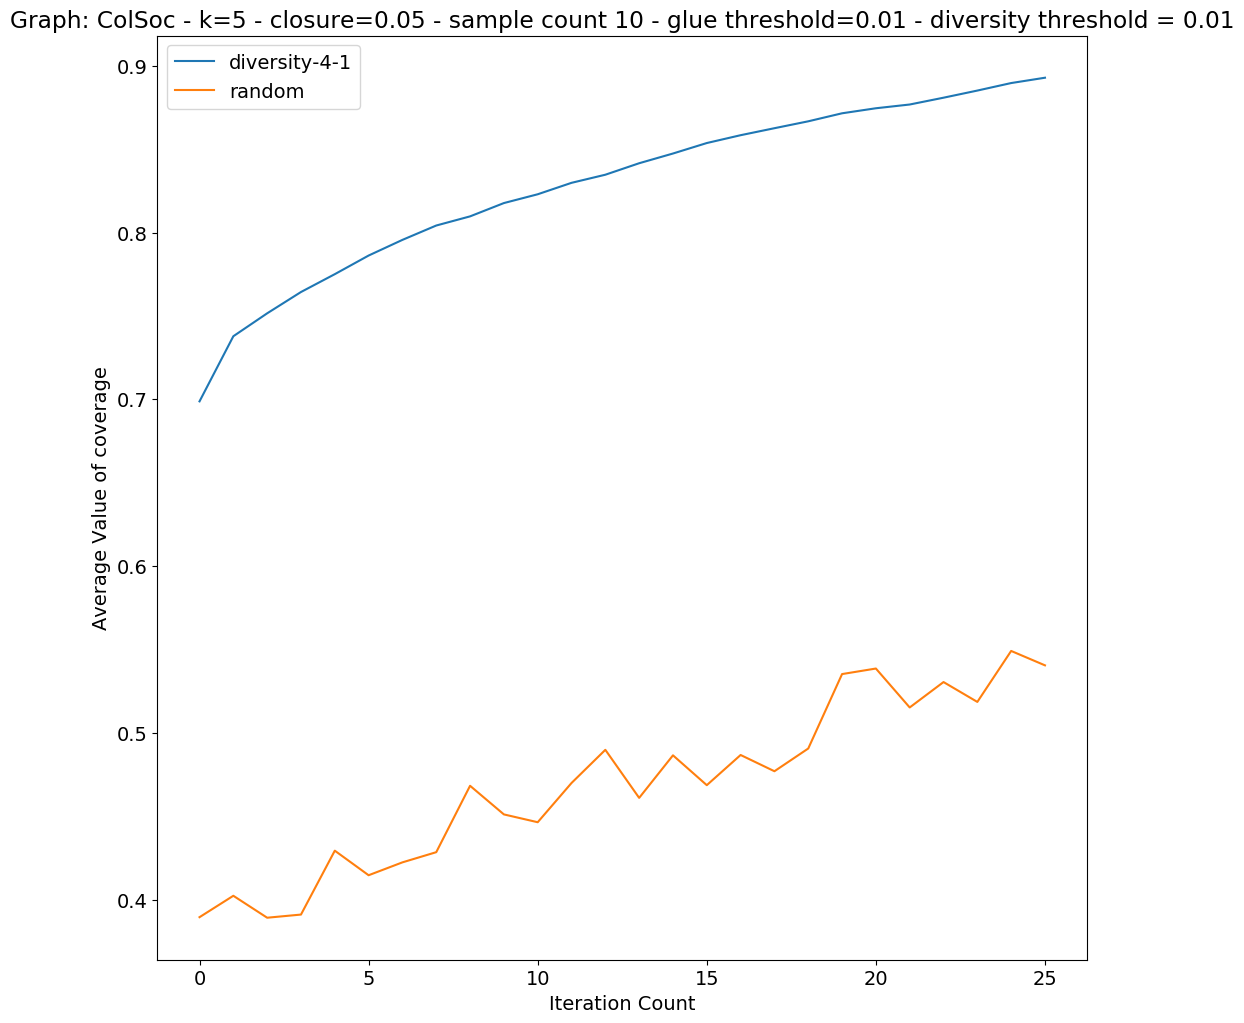 Graph: ColSoc - k=5 - closure=0.05 - sample count 10 - glue threshold=0.01 - diversity threshold = 0.01
diversity-4-1
random
0.9
0.8
0.7
0.6
0.5
0.4
Average Value of coverage
0 5 10 15 20 25
Iteration Count